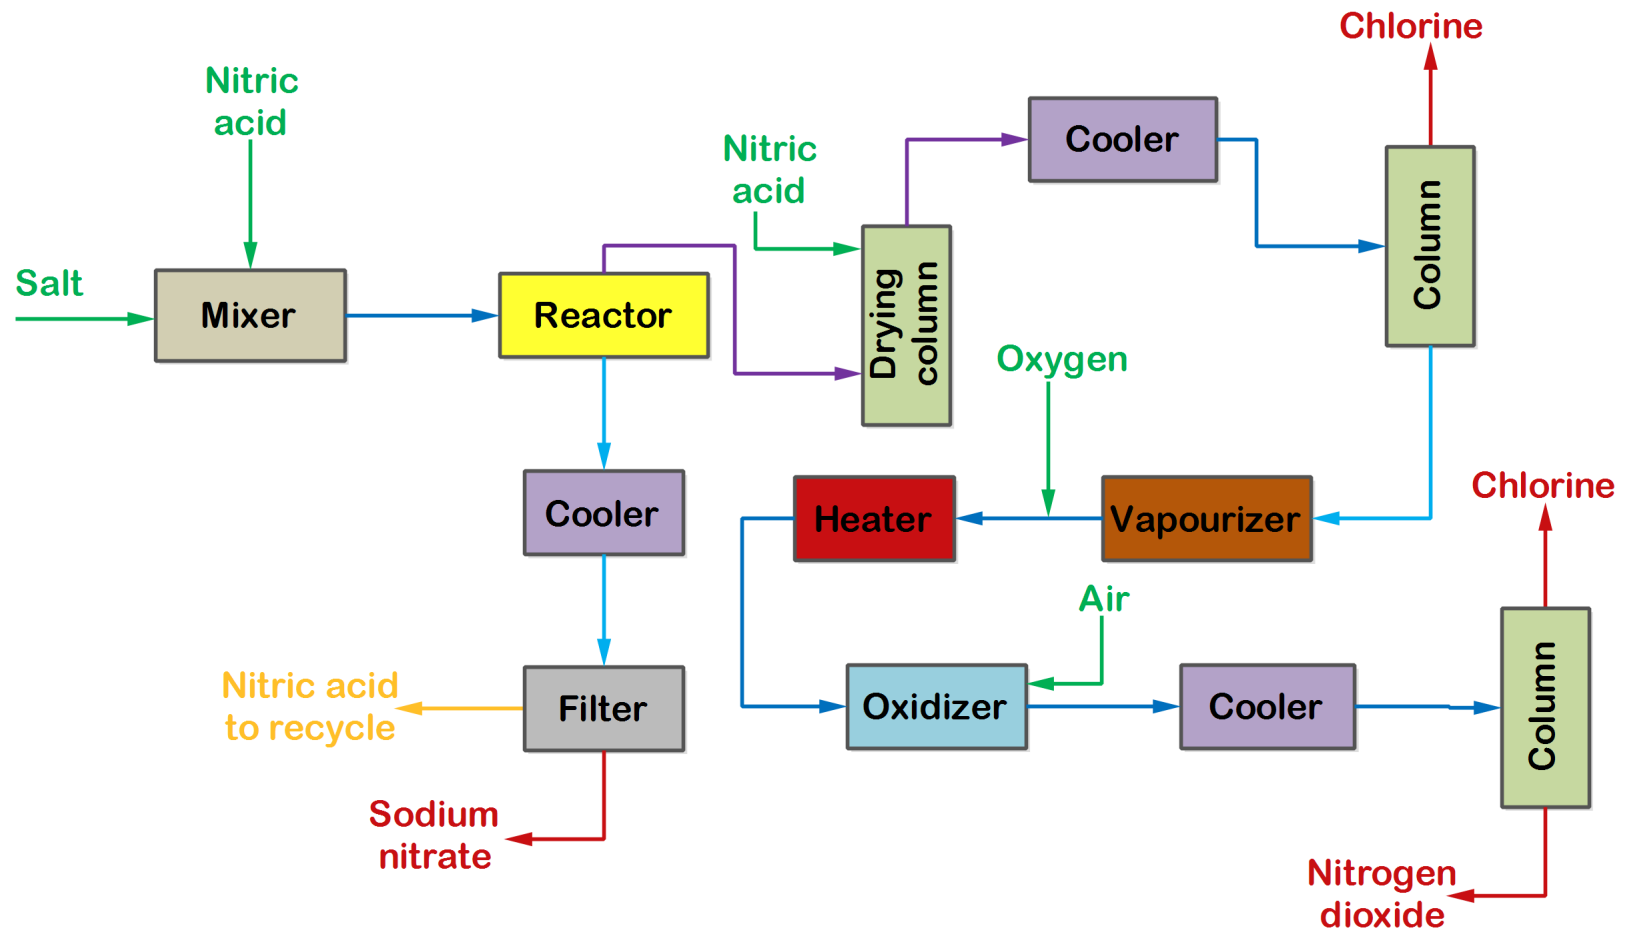 Chlorine
Nitric
acid
Cooler
Nitric
acid
Column
Salt
Mixer
Reactor
Drying
column
Oxygen
Chlorine
Cooler
Heater
Vapourizer
Air
Nitric acid
to recycle
Filter
Oxidizer
Cooler
Column
Sodium
nitrate
Nitrogen
dioxide